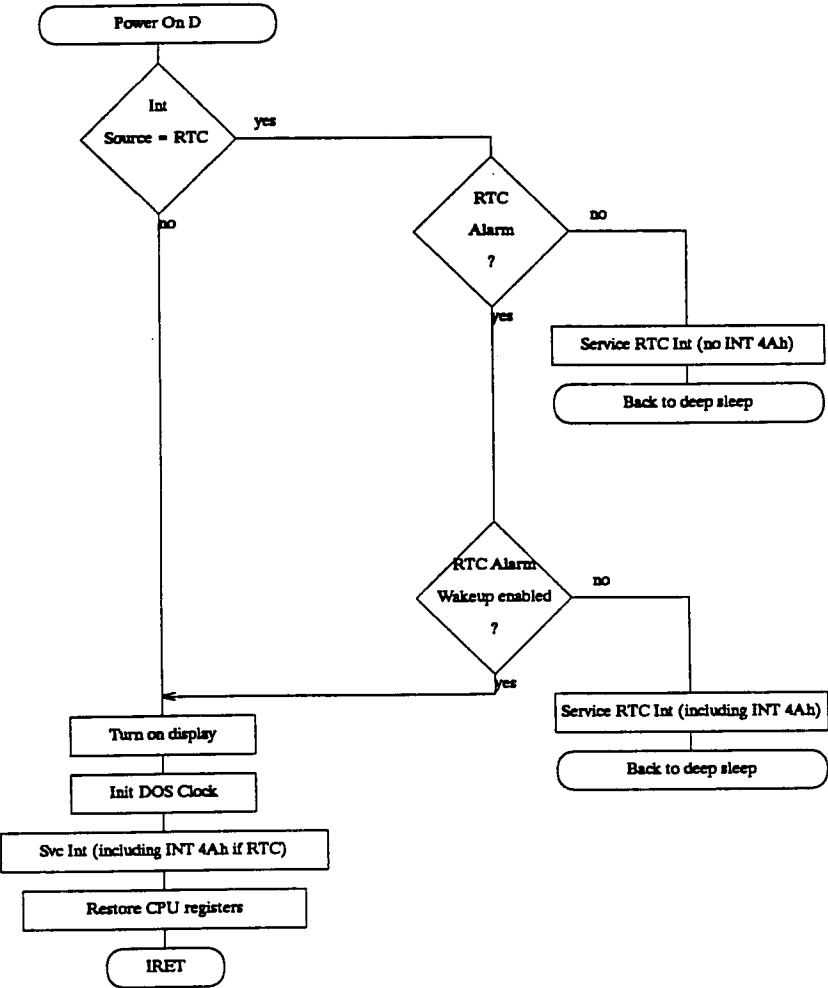 Power On D
Int
Source = RTC
yes
no
RTC
Alarm
?
no
yes
Service RTC Int (no INT 4Ah)
Back to deep sleep
RTC Alarm
Wakeup enabled
?
no
yes
Service RTC Int (including INT 4Ah)
Back to deep sleep
Turn on display
Init DOS Clock
Svc Int (including INT 4Ah if RTC)
Restore CPU registers
IRET